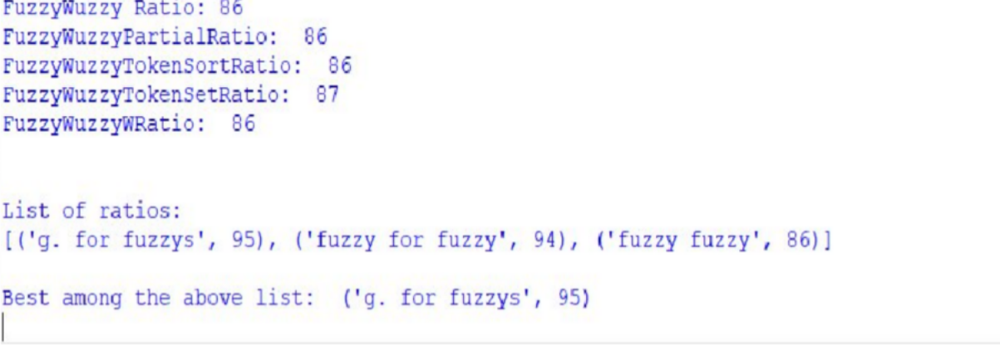 FuzzyWuzzy Ratio: 86
FuzzyWuzzyPartialRatio:  86
FuzzyWuzzyTokenSortRatio:  86
FuzzyWuzzyTokenSetRatio:  87
FuzzyWuzzyWRatio:  86
List of ratios:
[('g. for fuzzys', 95), ('fuzzy for fuzzy', 94), ('fuzzy fuzzy', 86)]
Best among the above list:  ('g. for fuzzys', 95)